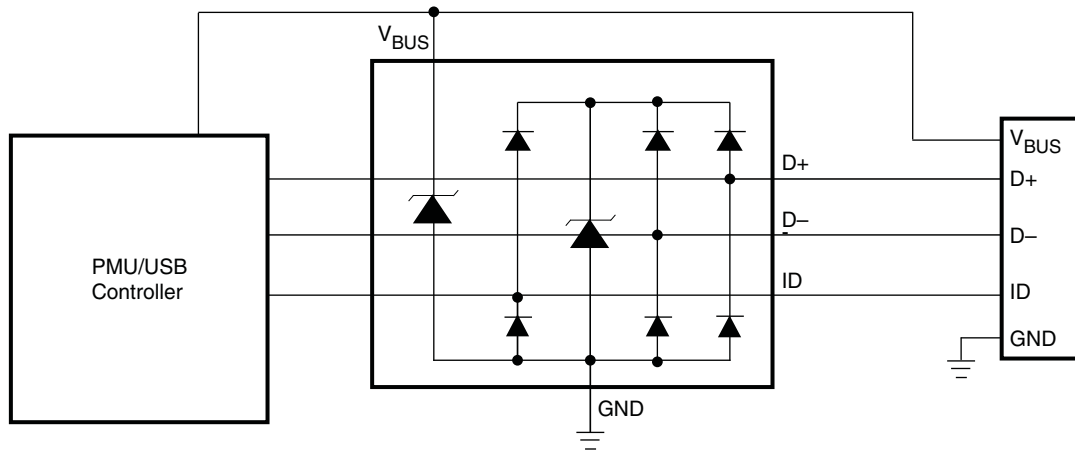 VBUS
PMU/USB
Controller
D+
D–
ID
GND
VBUS
D+
D–
ID
GND